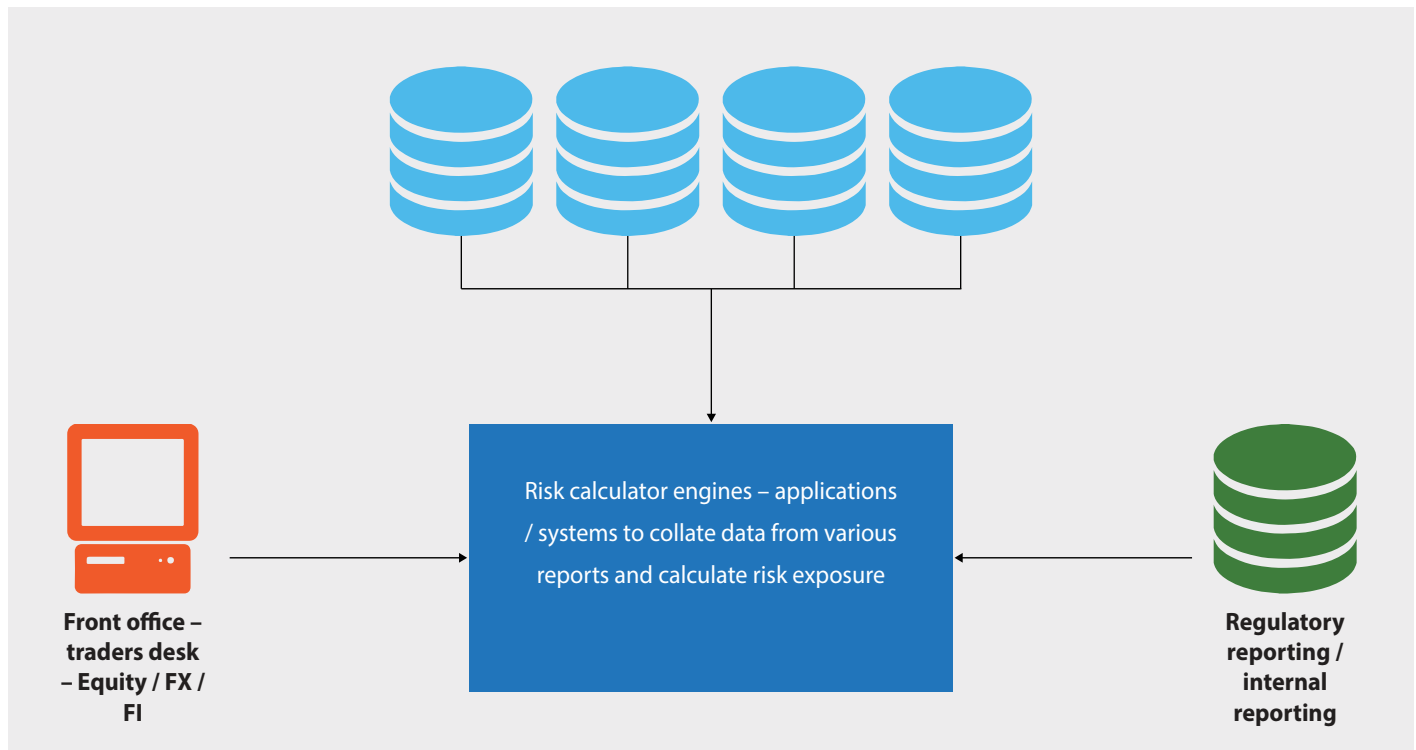 Risk calculator engines – applications
/ systems to collate data from various
reports and calculate risk exposure
Front office –
traders desk
– Equity / FX /
FI
Regulatory
reporting /
internal
reporting